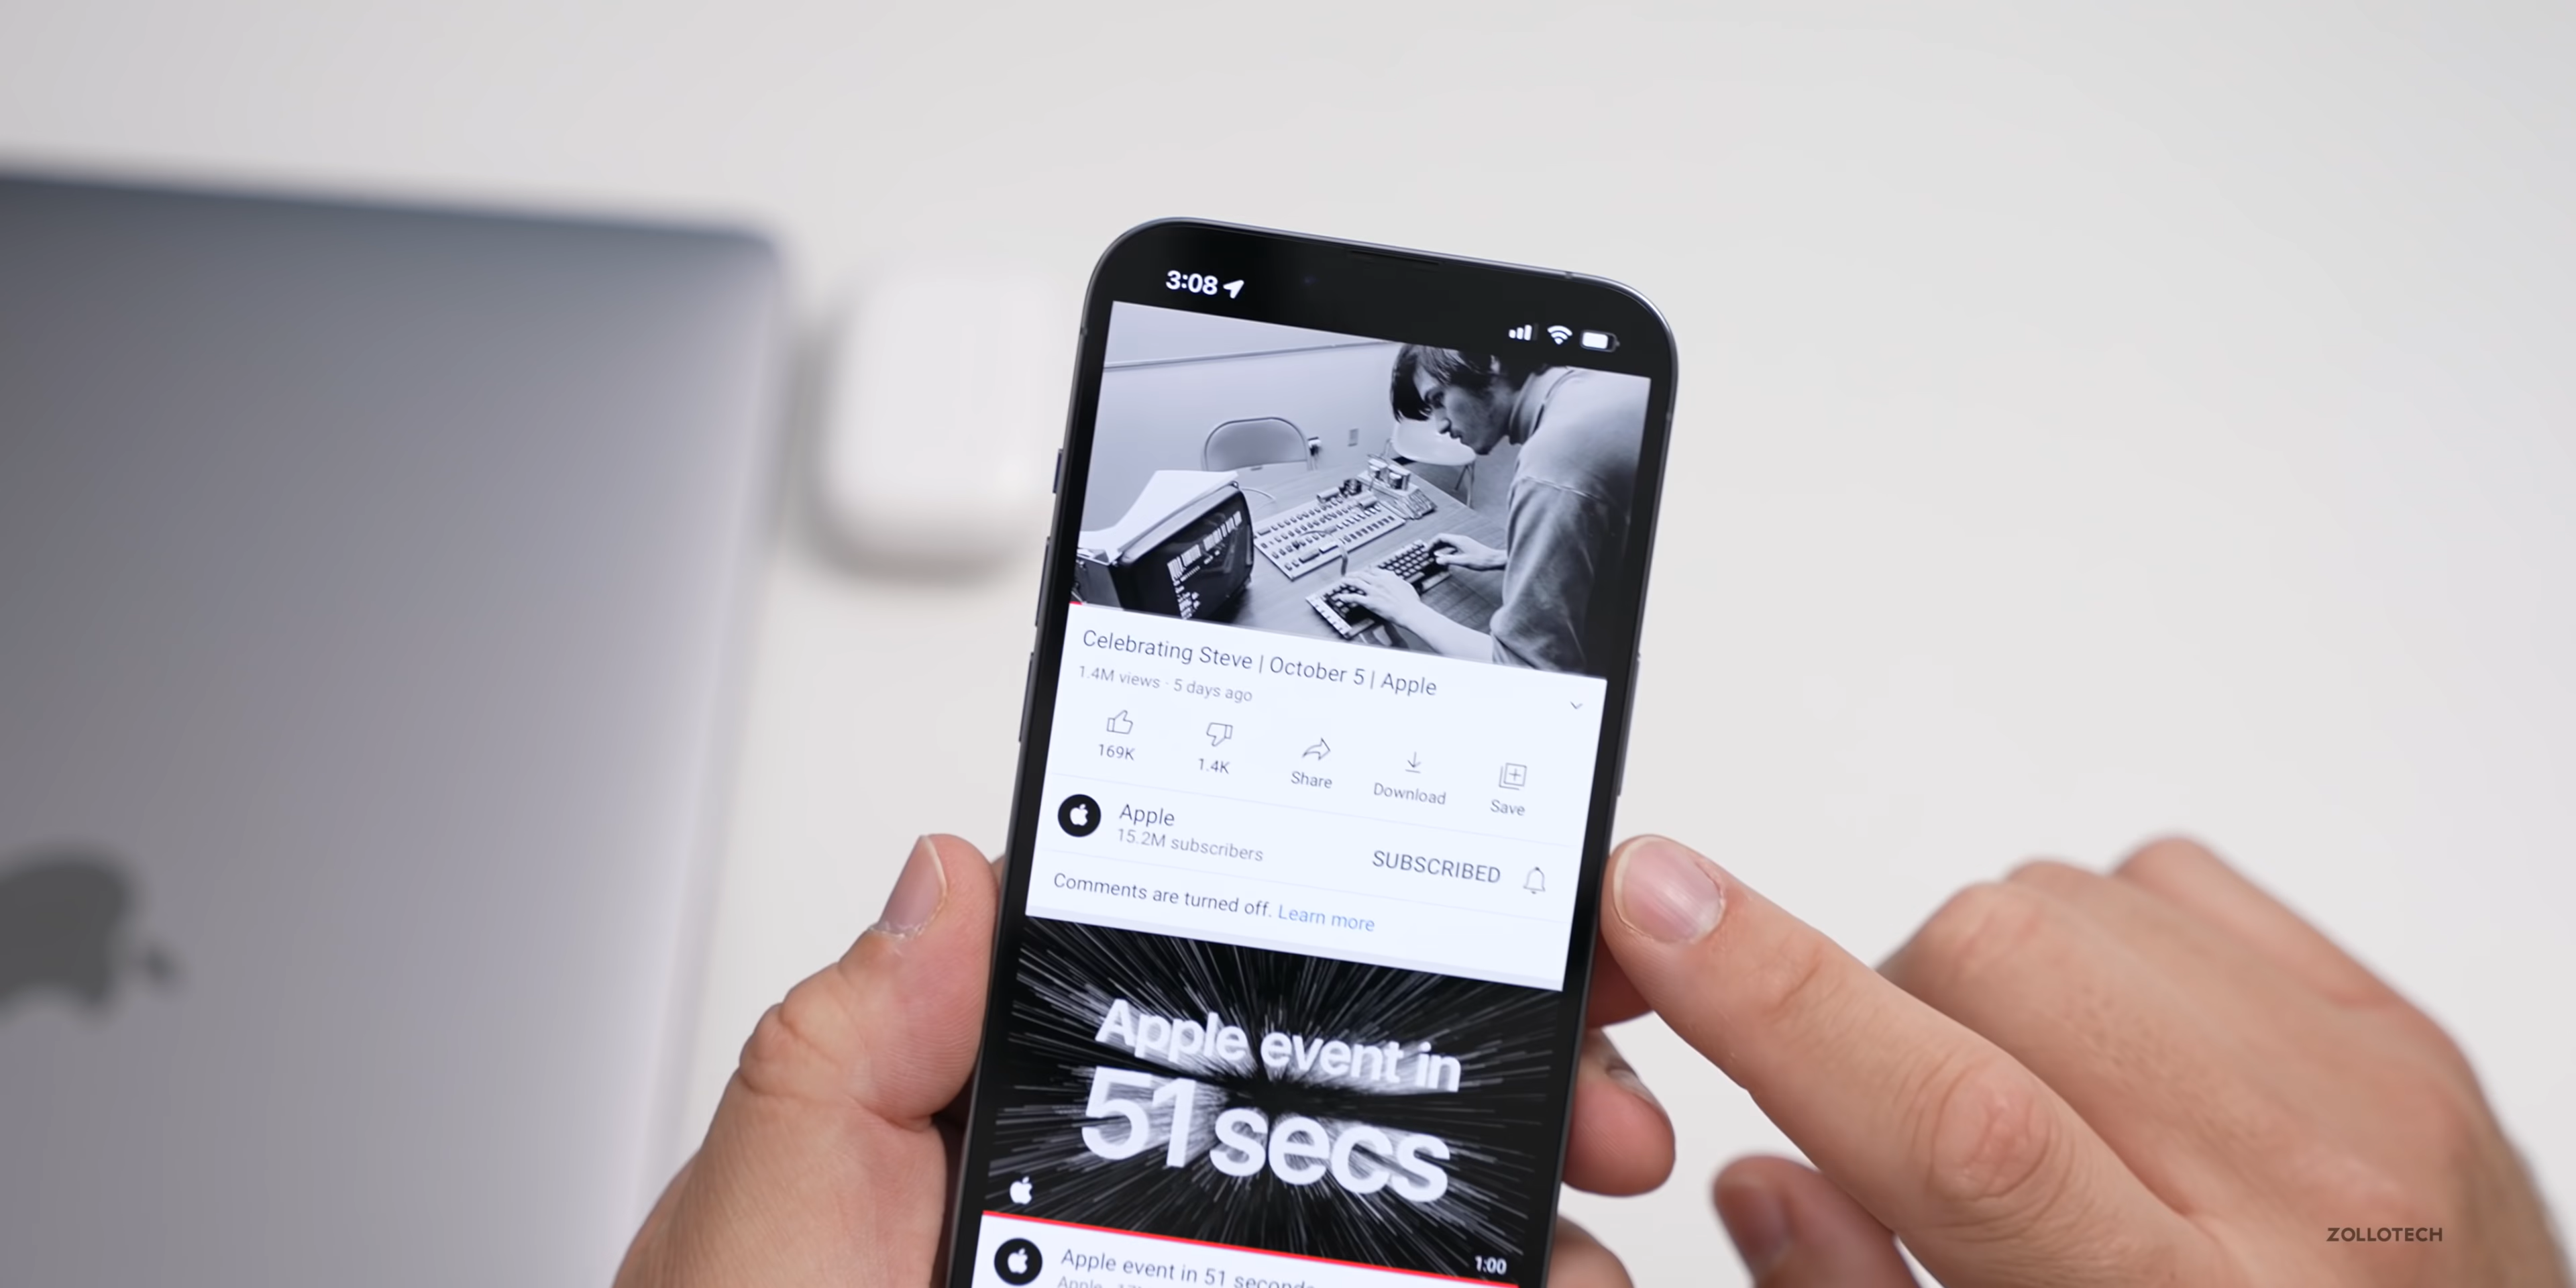 3:08
Celebrating Steve | October 5 | Apple
1.4M views · 5 days ago
169K
1.4K
Share
Download
Save
Apple
15.2M subscribers
SUBSCRIBED
Comments are turned off. Learn more
Apple event in
51 secs
1:00
Apple event in 51 seconds
Apple
ZOLLOTECH